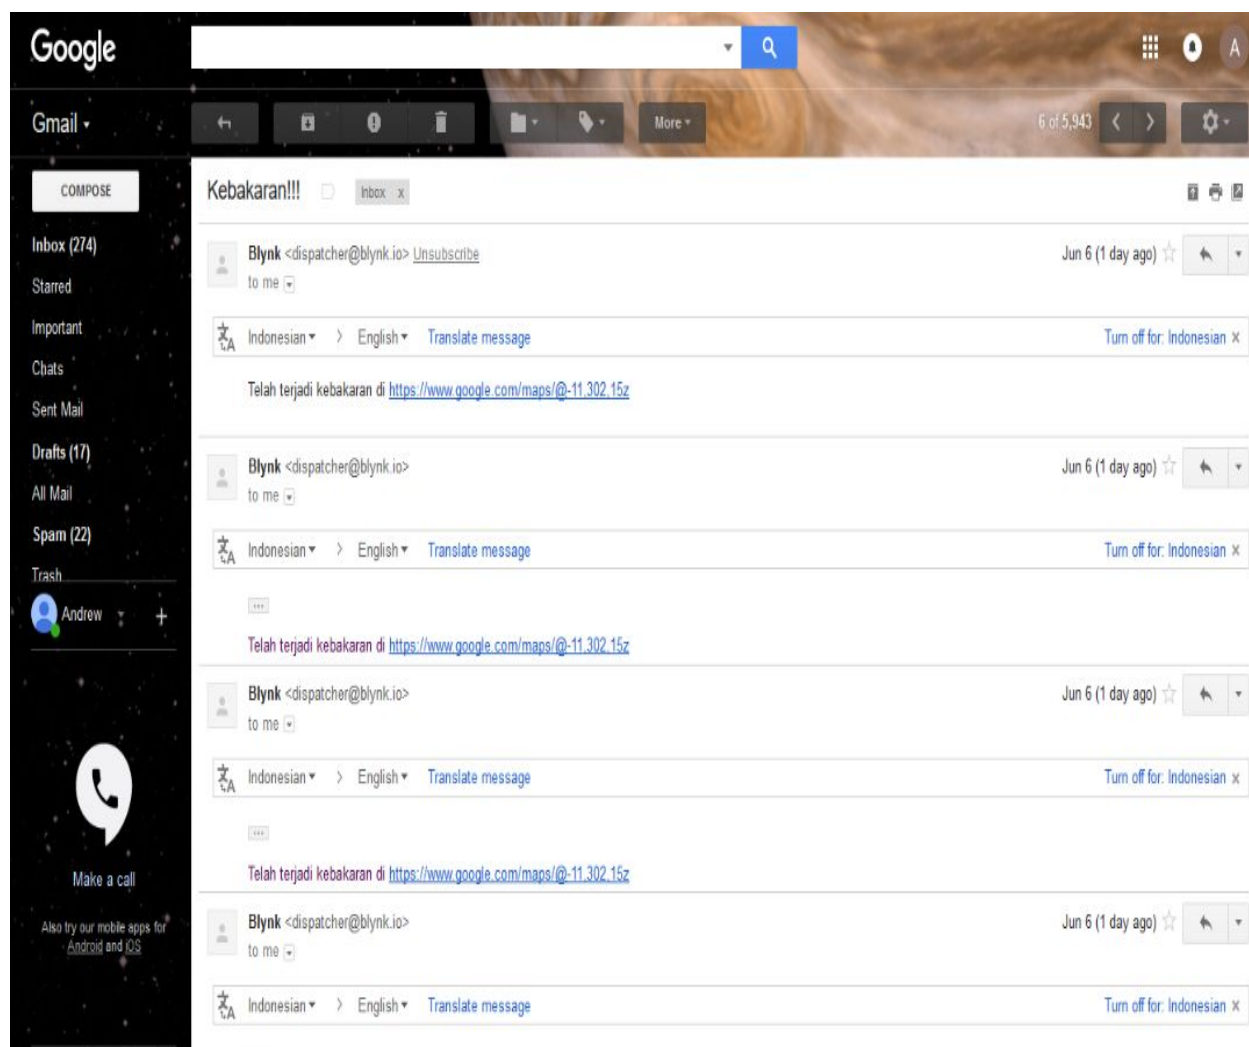 Google
A
Gmail
More
6 of 5,943
COMPOSE
Inbox (274)
Starred
Important
Chats
Sent Mail
Drafts (17)
All Mail
Spam (22)
Trash
Andrew
+
Make a call
Also try our mobile apps for
Android and iOS
Kebakaran!!! Inbox x
Blynk <dispatcher@blynk.io> Unsubscribe Jun 6 (1 day ago)
to me
Indonesian > English Translate message Turn off for: Indonesian x
Telah terjadi kebakaran di https://www.google.com/maps/@-11,302,15z
Blynk <dispatcher@blynk.io> Jun 6 (1 day ago)
to me
Indonesian > English Translate message Turn off for: Indonesian x
...
Telah terjadi kebakaran di https://www.google.com/maps/@-11,302,15z
Blynk <dispatcher@blynk.io> Jun 6 (1 day ago)
to me
Indonesian > English Translate message Turn off for: Indonesian x
...
Telah terjadi kebakaran di https://www.google.com/maps/@-11,302,15z
Blynk <dispatcher@blynk.io> Jun 6 (1 day ago)
to me
Indonesian > English Translate message Turn off for: Indonesian x